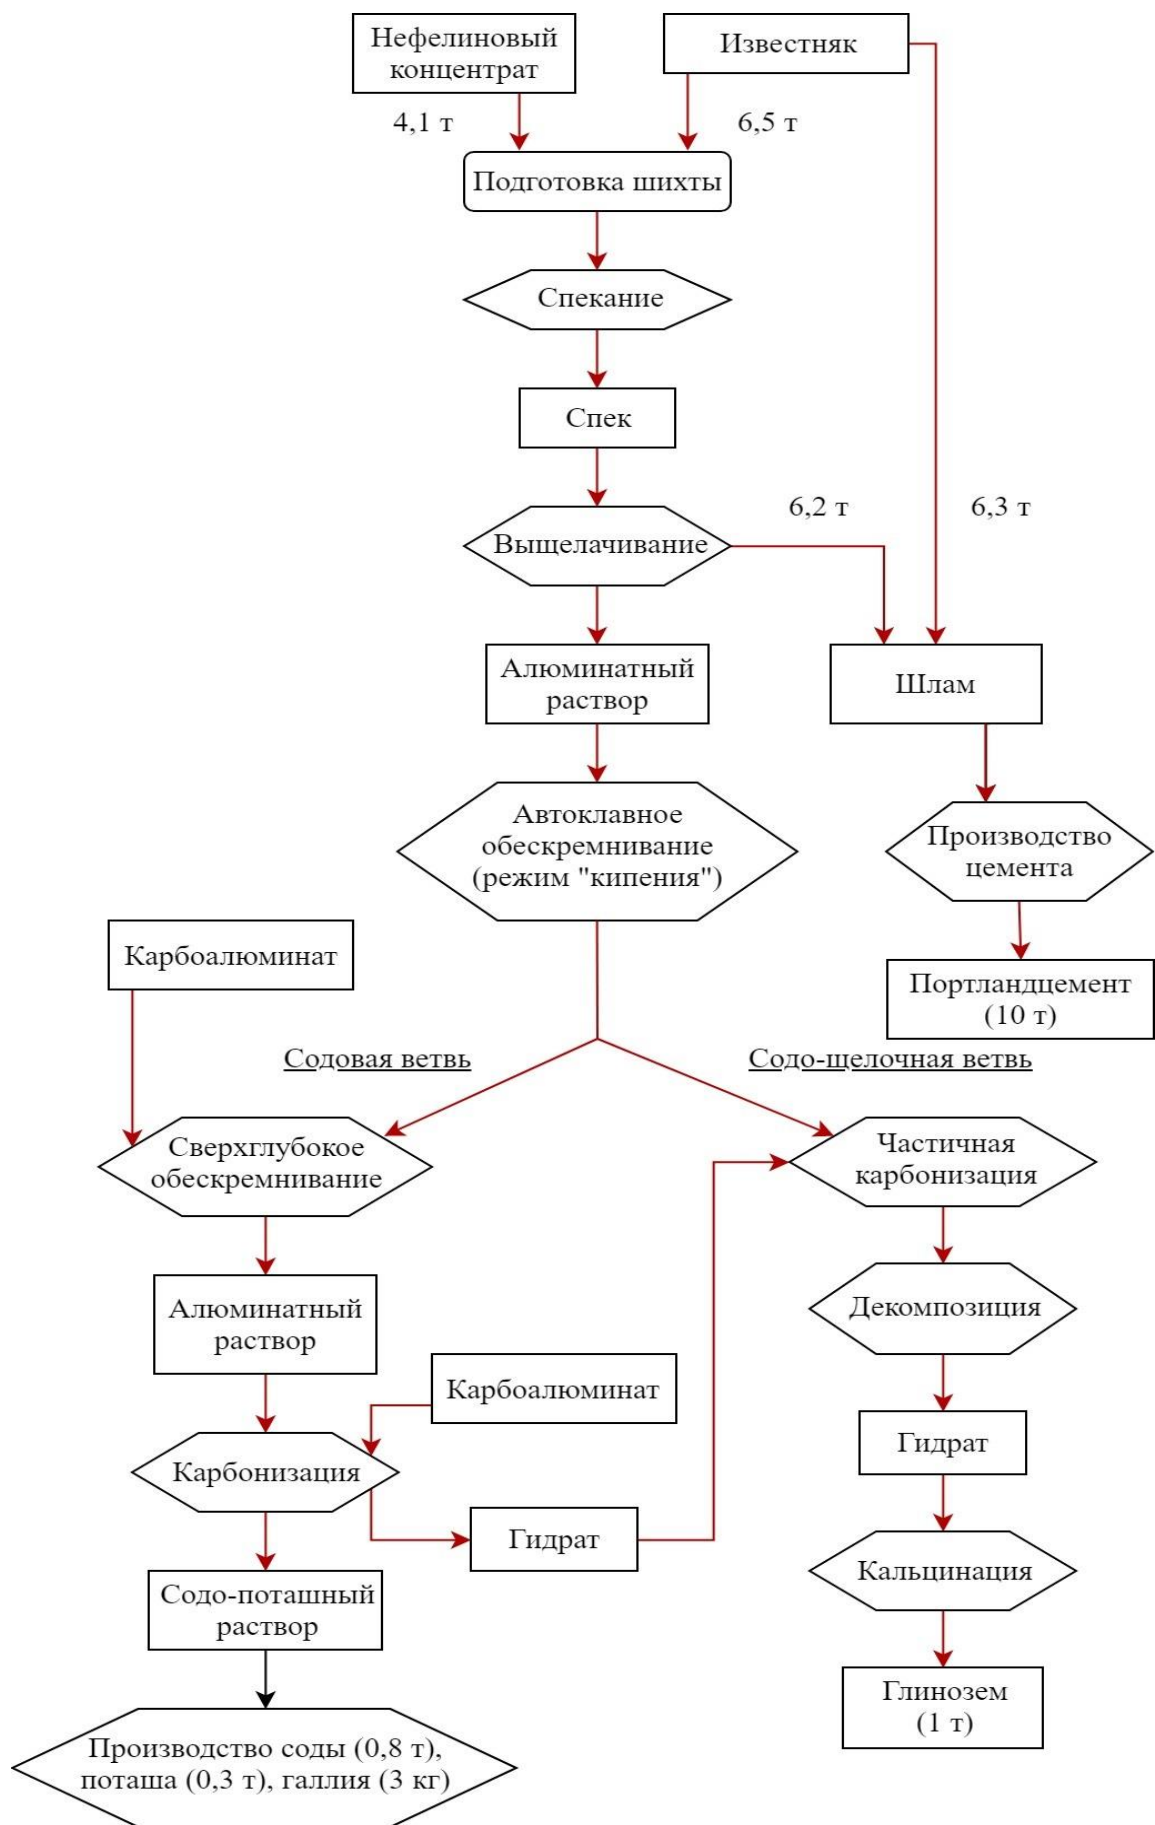 Нефелиновый
концентрат
Известняк
4,1 т
6,5 т
Подготовка шихты
Спекание
Спек
6,2 т
6,3 т
Выщелачивание
Алюминатный
раствор
Шлам
Автоклавное
обескремнивание
(режим "кипения")
Производство
цемента
Карбоалюминат
Портландцемент
(10 т)
Содовая ветвь
Содо-щелочная ветвь
Сверхглубокое
обескремнивание
Частичная
карбонизация
Алюминатный
раствор
Декомпозиция
Карбоалюминат
Гидрат
Карбонизация
Гидрат
Кальцинация
Содо-поташный
раствор
Глинозем
(1 т)
Производство соды (0,8 т),
поташа (0,3 т), галлия (3 кг)